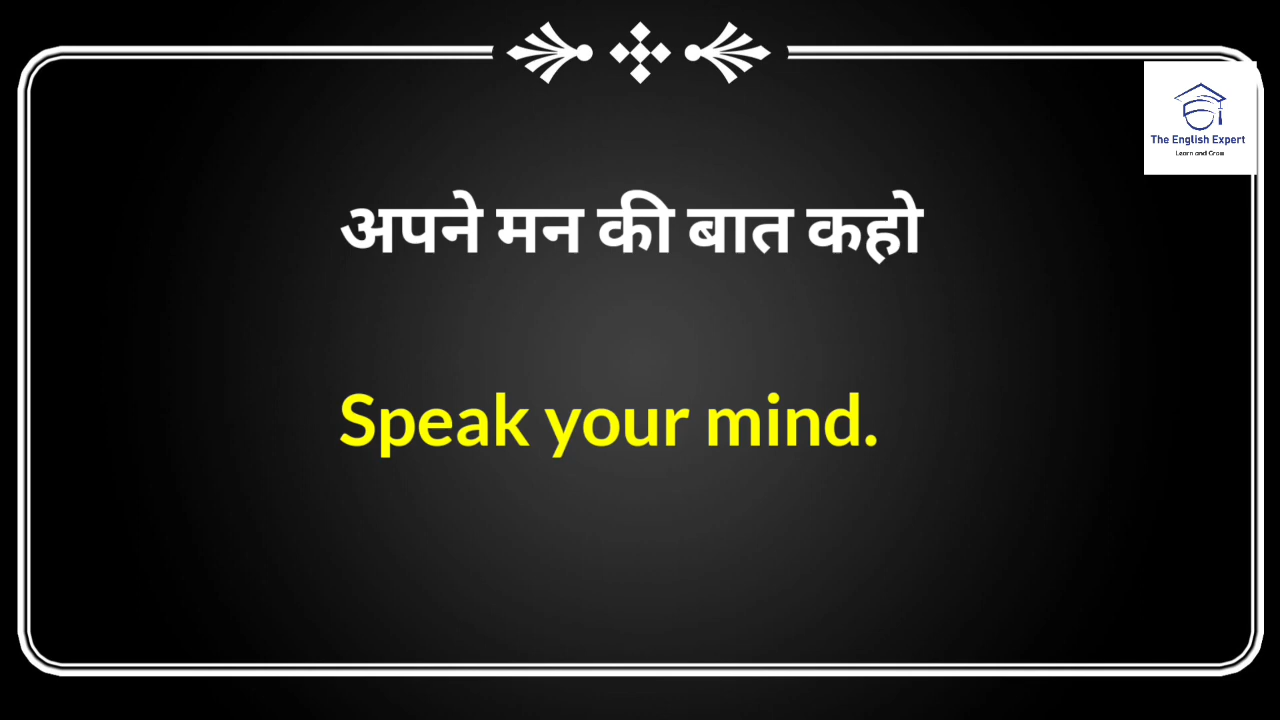 The English Expert
Learn and Grow
अपने मन की बात कहो
Speak your mind.